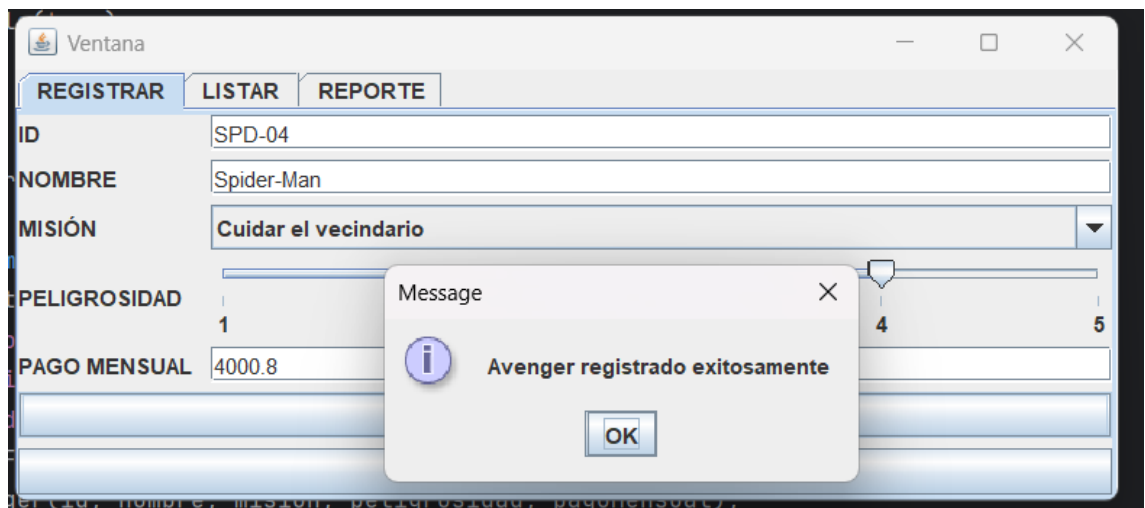 Ventana
REGISTRAR LISTAR REPORTE
ID SPD-04
NOMBRE Spider-Man
MISIÓN Cuidar el vecindario
PELIGROSIDAD
1 4 5
PAGO MENSUAL 4000.8
Message
Avenger registrado exitosamente
OK